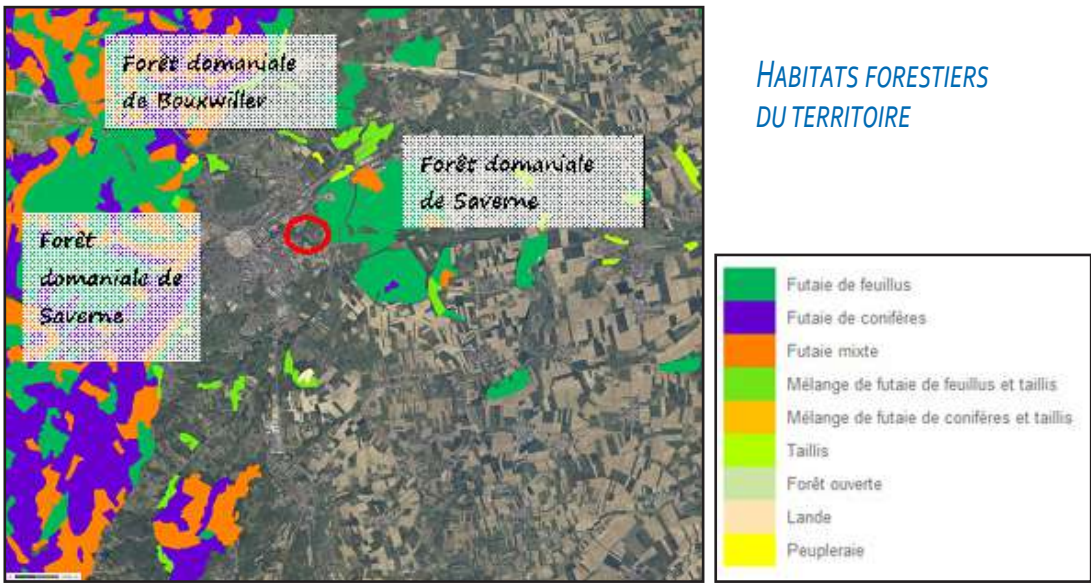 Forêt domaniale
de Bouxwiller
Forêt domaniale
de Saverne
Forêt
domaniale de
Saverne
HABITATS FORESTIERS
DU TERRITOIRE
Futaie de feuillus
Futaie de conifères
Futaie mixte
Mélange de futaie de feuillus et taillis
Mélange de futaie de conifères et taillis
Taillis
Forêt ouverte
Lande
Peupleraie